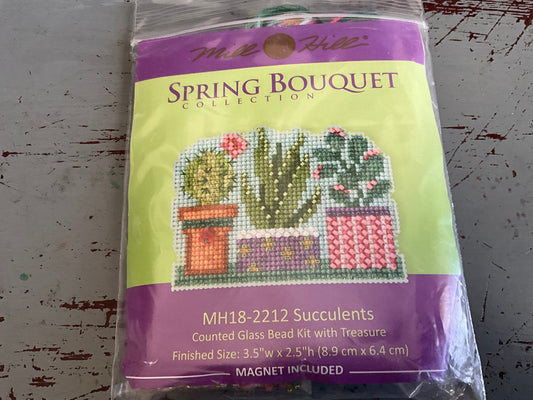 Mill Hill®
SPRING BOUQUET
COLLECTION
MH18-2212 Succulents
Counted Glass Bead Kit with Treasure
Finished Size: 3.5"w x 2.5"h (8.9 cm x 6.4 cm)
MAGNET INCLUDED